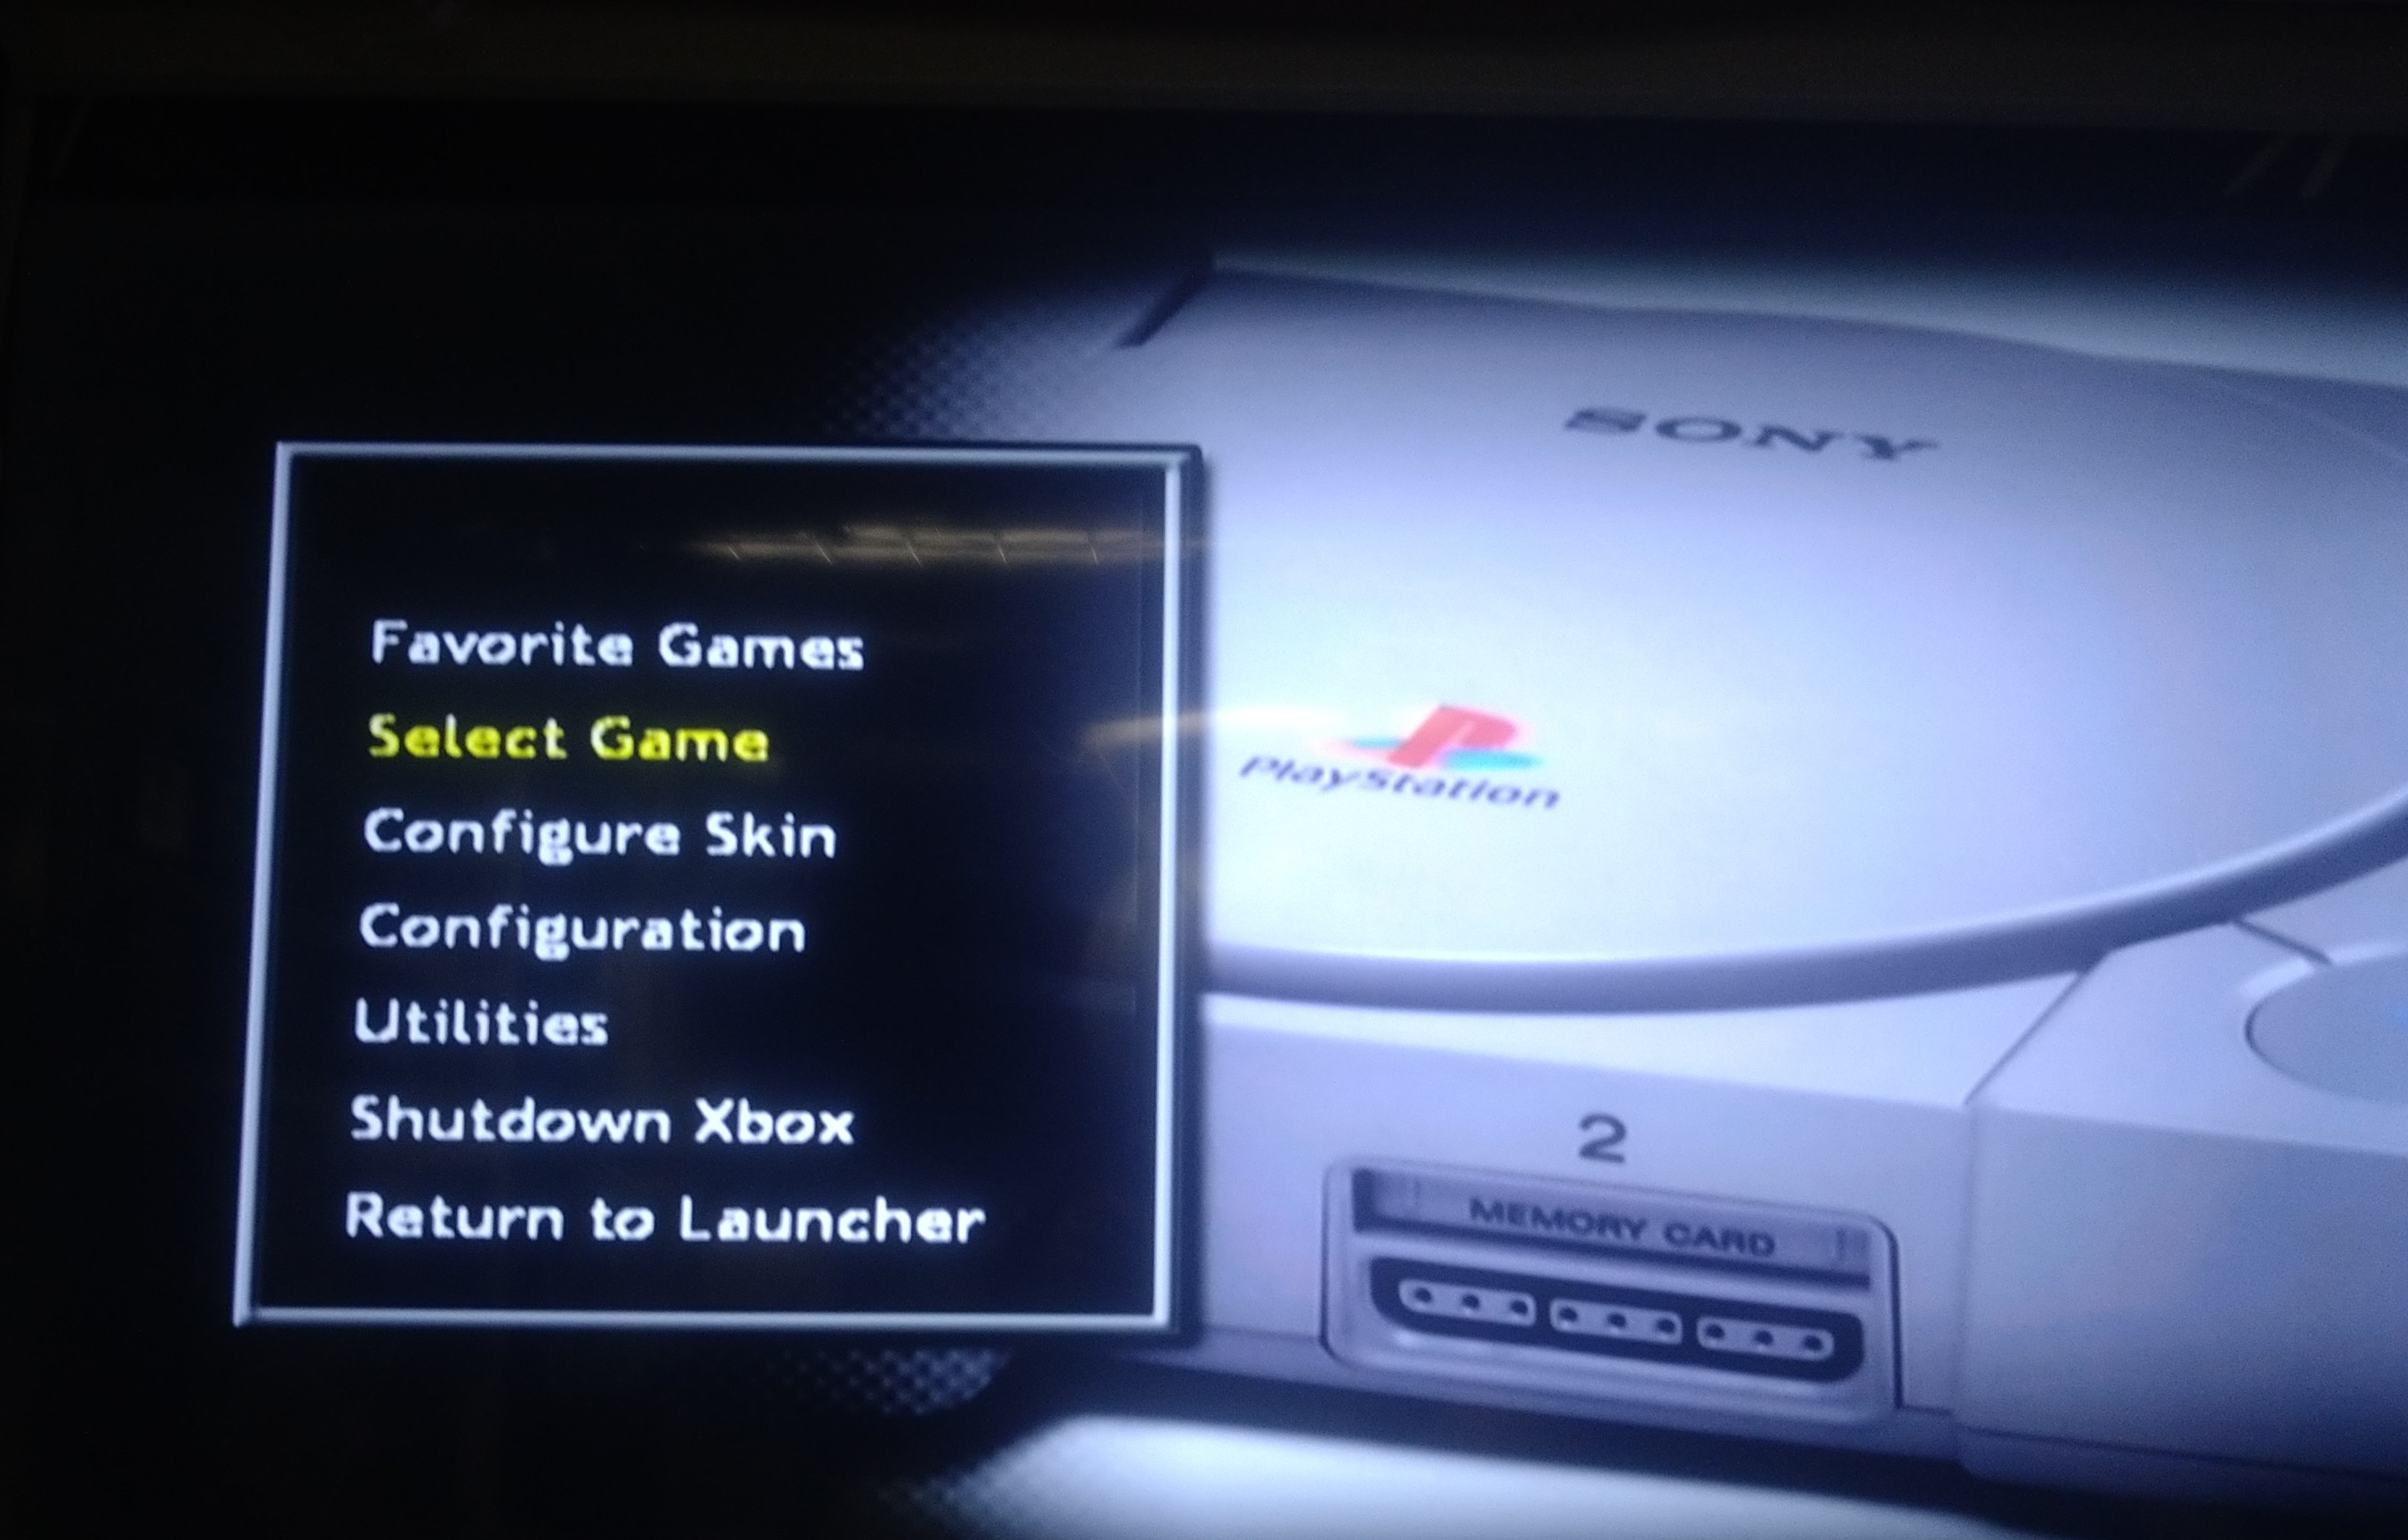 SONY
PlayStation
Favorite Games
Select Game
Configure Skin
Configuration
Utilities
Shutdown Xbox
Return to Launcher
2
MEMORY CARD